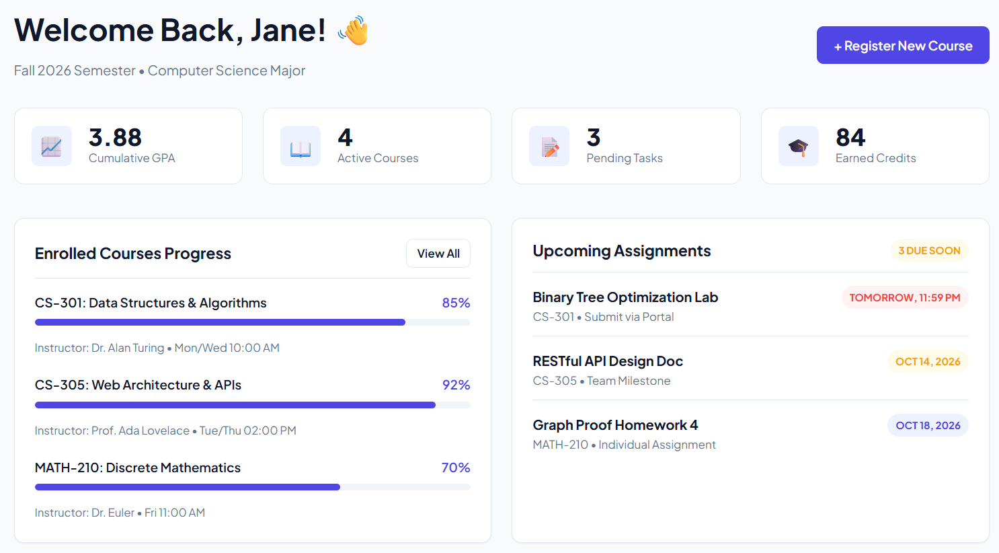 Welcome Back, Jane! 👋
Fall 2026 Semester • Computer Science Major
+ Register New Course
3.88
Cumulative GPA
4
Active Courses
3
Pending Tasks
84
Earned Credits
Enrolled Courses Progress
View All
CS-301: Data Structures & Algorithms
85%
Instructor: Dr. Alan Turing • Mon/Wed 10:00 AM
CS-305: Web Architecture & APIs
92%
Instructor: Prof. Ada Lovelace • Tue/Thu 02:00 PM
MATH-210: Discrete Mathematics
70%
Instructor: Dr. Euler • Fri 11:00 AM
Upcoming Assignments
3 DUE SOON
Binary Tree Optimization Lab
TOMORROW, 11:59 PM
CS-301 • Submit via Portal
RESTful API Design Doc
OCT 14, 2026
CS-305 • Team Milestone
Graph Proof Homework 4
OCT 18, 2026
MATH-210 • Individual Assignment